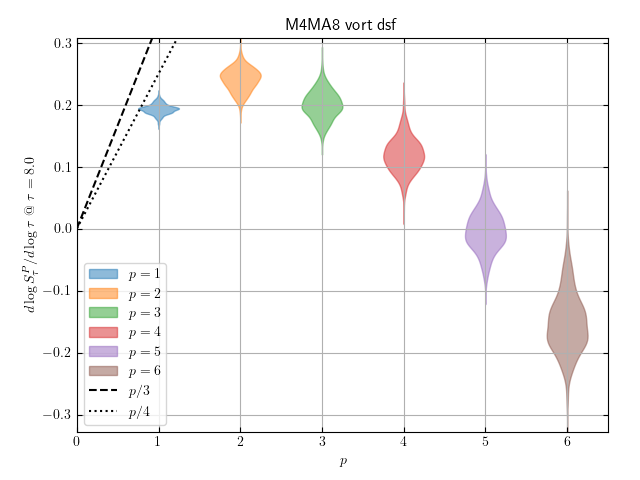 M4MA8 vort dsf
d log S_τ^P / d log τ @ τ = 8.0
0.3
0.2
0.1
0.0
−0.1
−0.2
−0.3
p = 1
p = 2
p = 3
p = 4
p = 5
p = 6
p/3
p/4
0 1 2 3 4 5 6
p